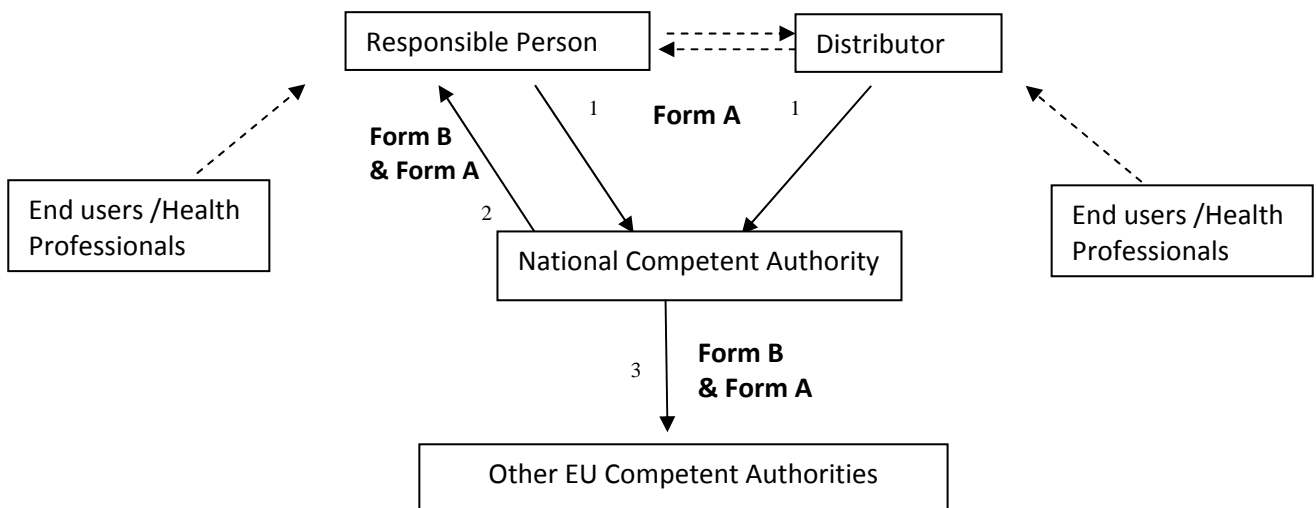 Responsible Person
Distributor
1
Form A
1
Form B
& Form A
2
End users /Health
Professionals
End users /Health
Professionals
National Competent Authority
3
Form B
& Form A
Other EU Competent Authorities